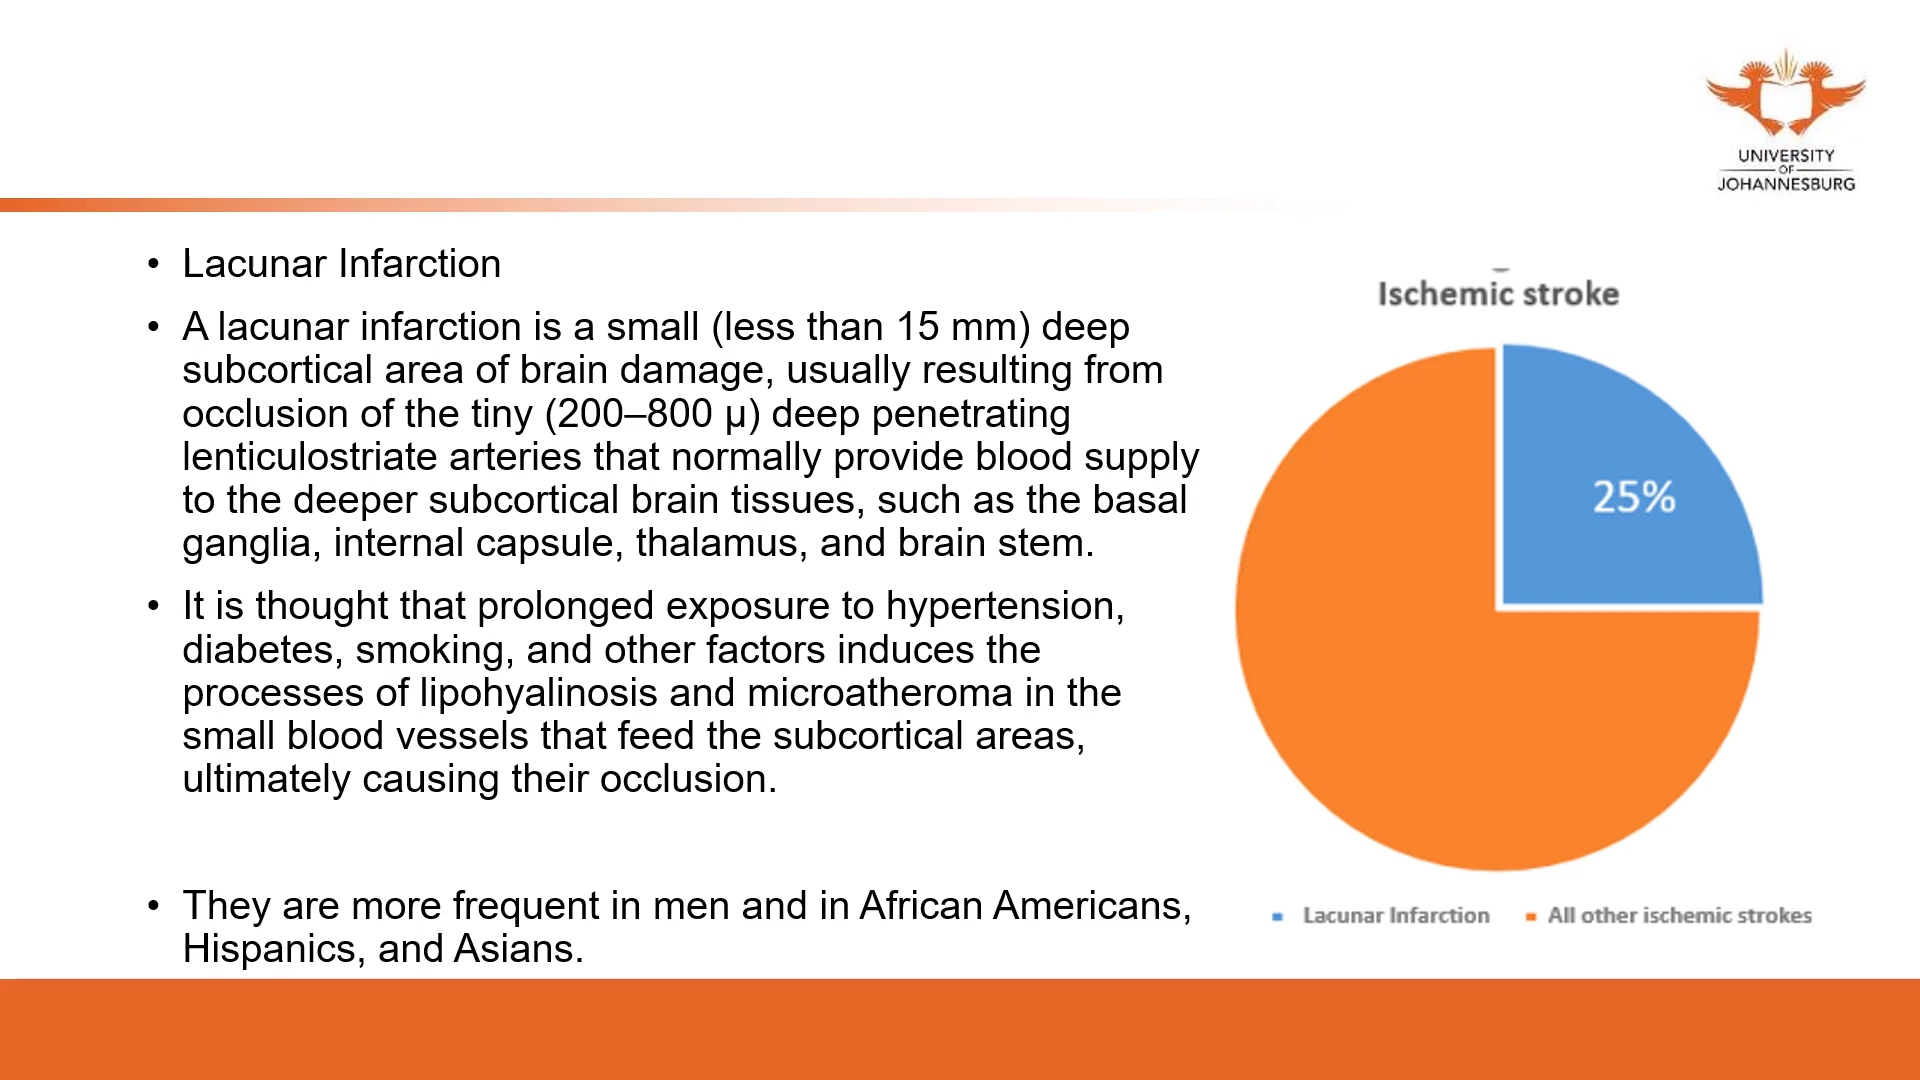 UNIVERSITY
OF
JOHANNESBURG
• Lacunar Infarction
• A lacunar infarction is a small (less than 15 mm) deep
subcortical area of brain damage, usually resulting from
occlusion of the tiny (200–800 μ) deep penetrating
lenticulostriate arteries that normally provide blood supply
to the deeper subcortical brain tissues, such as the basal
ganglia, internal capsule, thalamus, and brain stem.
• It is thought that prolonged exposure to hypertension,
diabetes, smoking, and other factors induces the
processes of lipohyalinosis and microatheroma in the
small blood vessels that feed the subcortical areas,
ultimately causing their occlusion.
• They are more frequent in men and in African Americans,
Hispanics, and Asians.
Ischemic stroke
25%
Lacunar Infarction
All other ischemic strokes